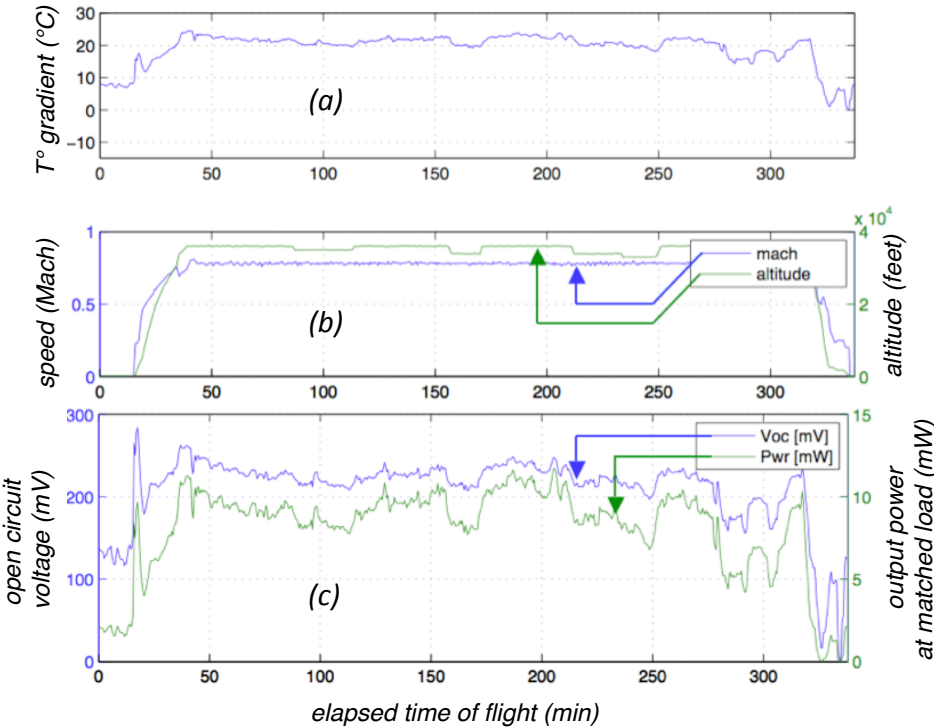 T° gradient (°C)
30
20
10
0
−10
(a)
0 50 100 150 200 250 300
speed (Mach)
1
0.5
0
x 10⁴
4
2
0
altitude (feet)
mach
altitude
(b)
0 50 100 150 200 250 300
open circuit
voltage (mV)
300
200
100
0
15
10
5
0
output power
at matched load (mW)
Voc [mV]
Pwr [mW]
(c)
0 50 100 150 200 250 300
elapsed time of flight (min)